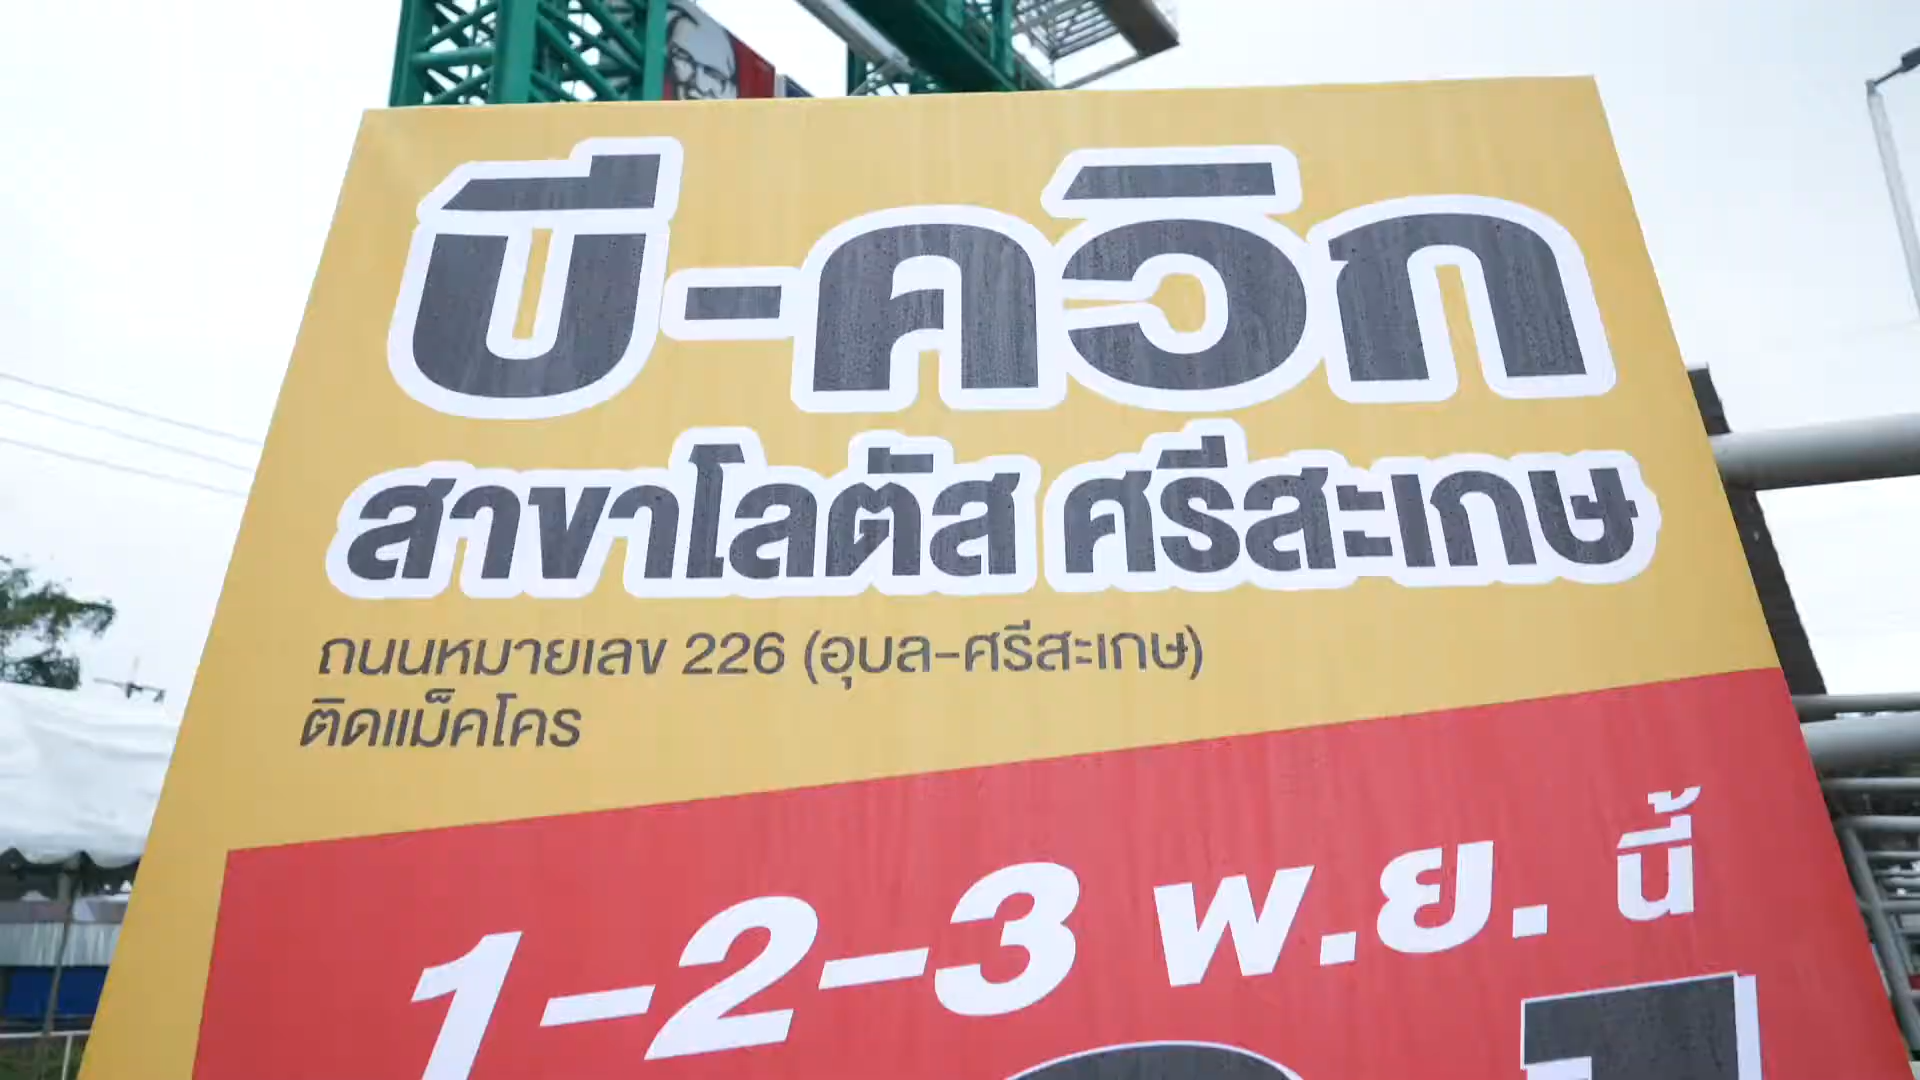 บี-ควิก
สาขาโลตัส ศรีสะเกษ
ถนนหมายเลข 226 (อุบล-ศรีสะเกษ)
ติดแม็คโคร
1-2-3 พ.ย. นี้